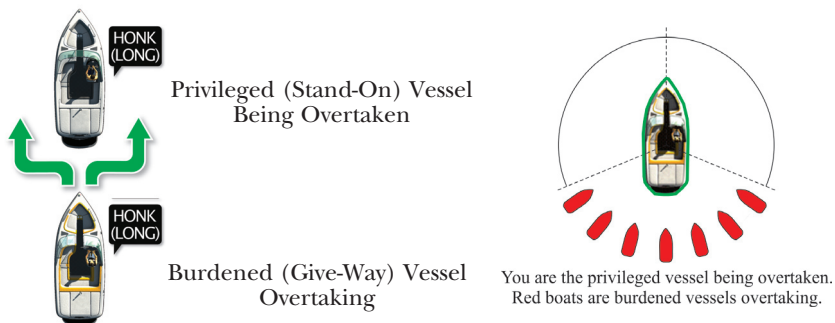 HONK
(LONG)
Privileged (Stand-On) Vessel
Being Overtaken
HONK
(LONG)
Burdened (Give-Way) Vessel
Overtaking
You are the privileged vessel being overtaken.
Red boats are burdened vessels overtaking.